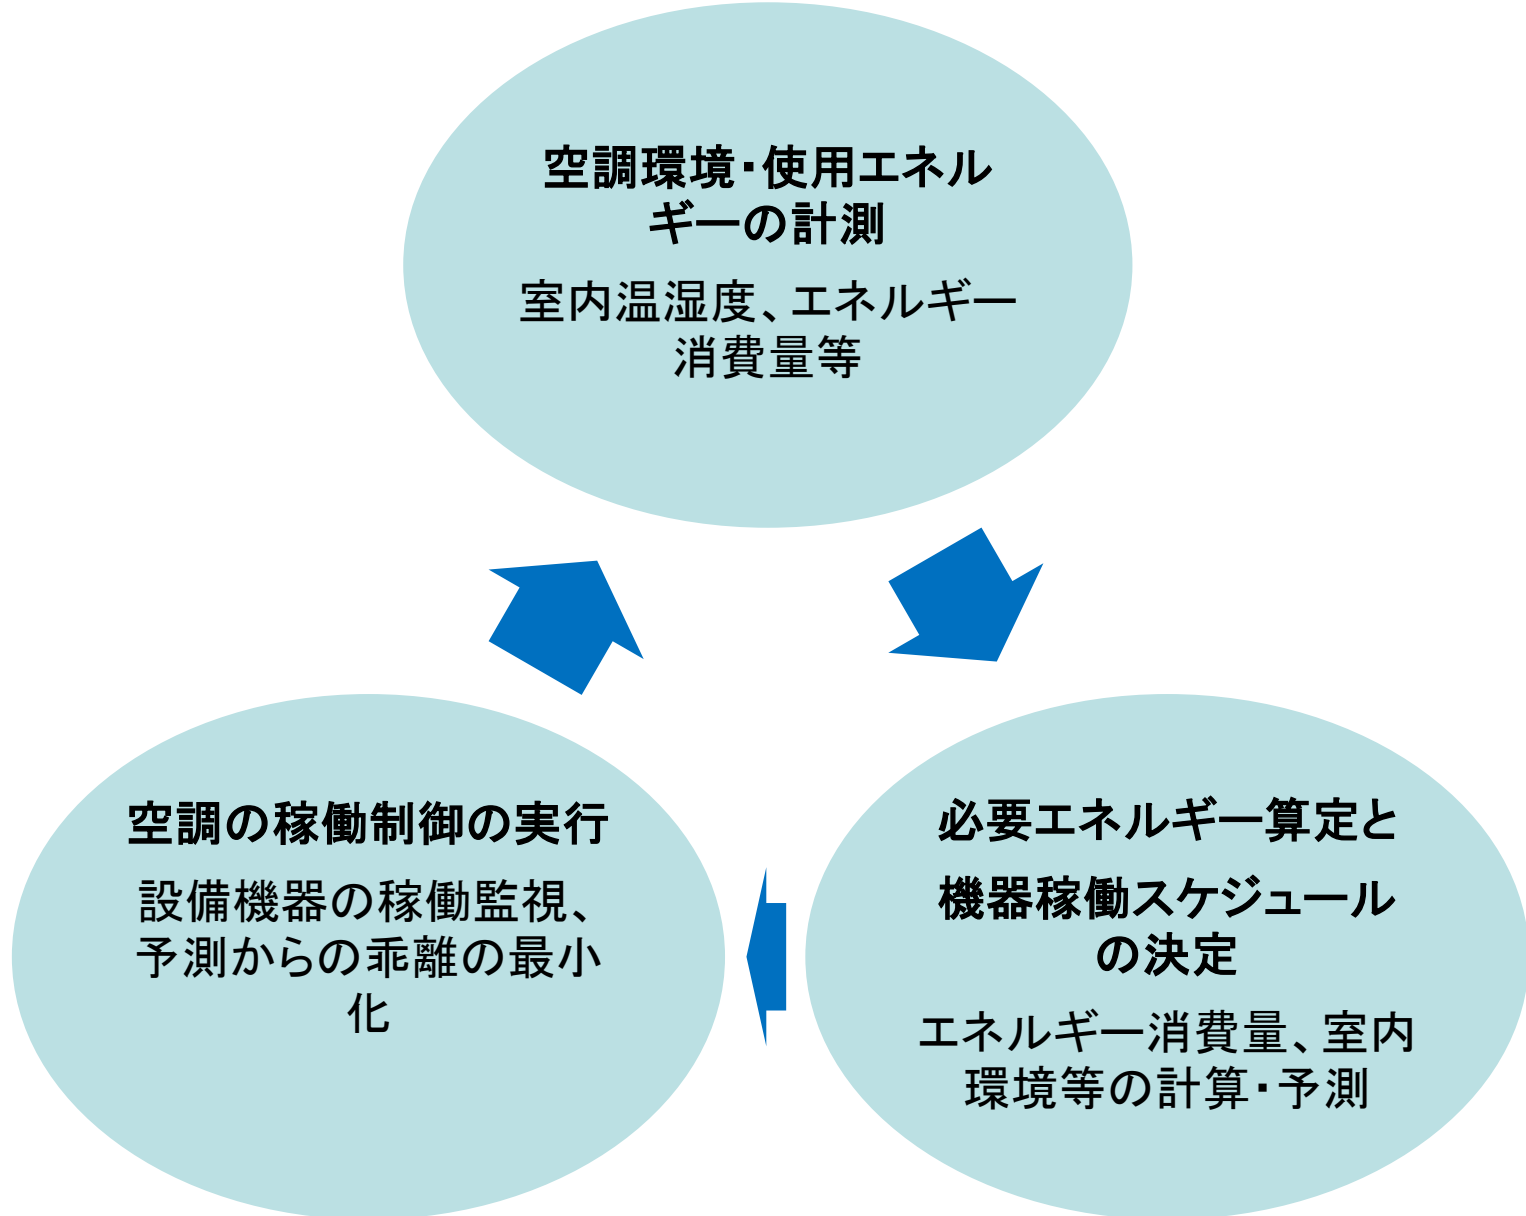 空調環境・使用エネル
ギーの計測
室内温湿度、エネルギー
消費量等
空調の稼働制御の実行
設備機器の稼働監視、
予測からの乖離の最小
化
必要エネルギー算定と
機器稼働スケジュール
の決定
エネルギー消費量、室内
環境等の計算・予測